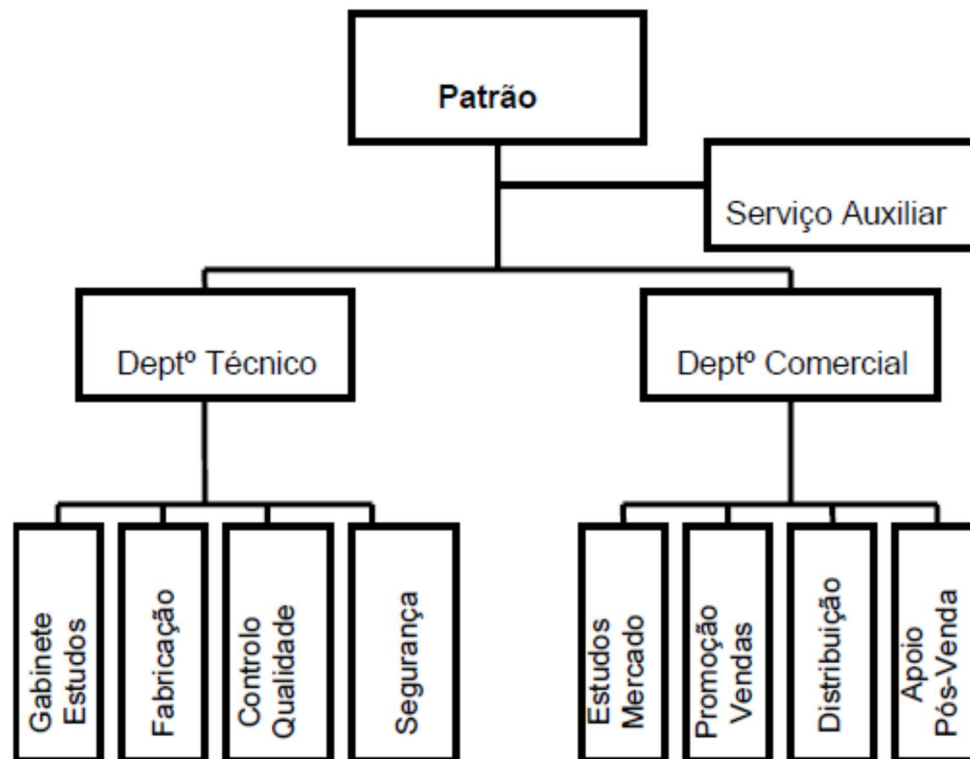 Patrão
Serviço Auxiliar
Deptº Técnico
Deptº Comercial
Gabinete
Estudos
Fabricação
Controlo
Qualidade
Segurança
Estudos
Mercado
Promoção
Vendas
Distribuição
Apoio
Pós-Venda